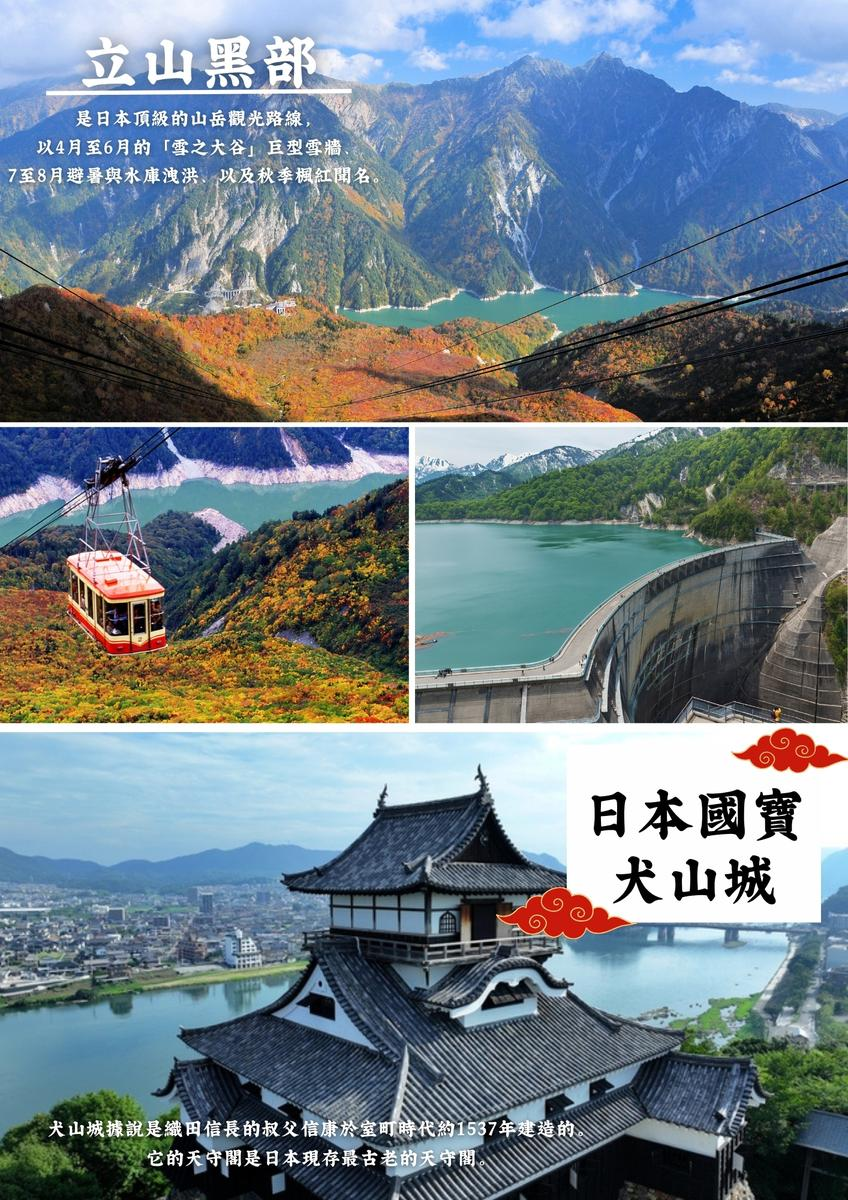 立山黑部
是日本頂級的山岳觀光路線，
以4月至6月的「雪之大谷」巨型雪牆、
7至8月避暑與水庫洩洪、以及秋季楓紅聞名。
日本國寶
犬山城
犬山城據說是織田信長的叔父信康於室町時代約1537年建造的。
它的天守閣是日本現存最古老的天守閣。